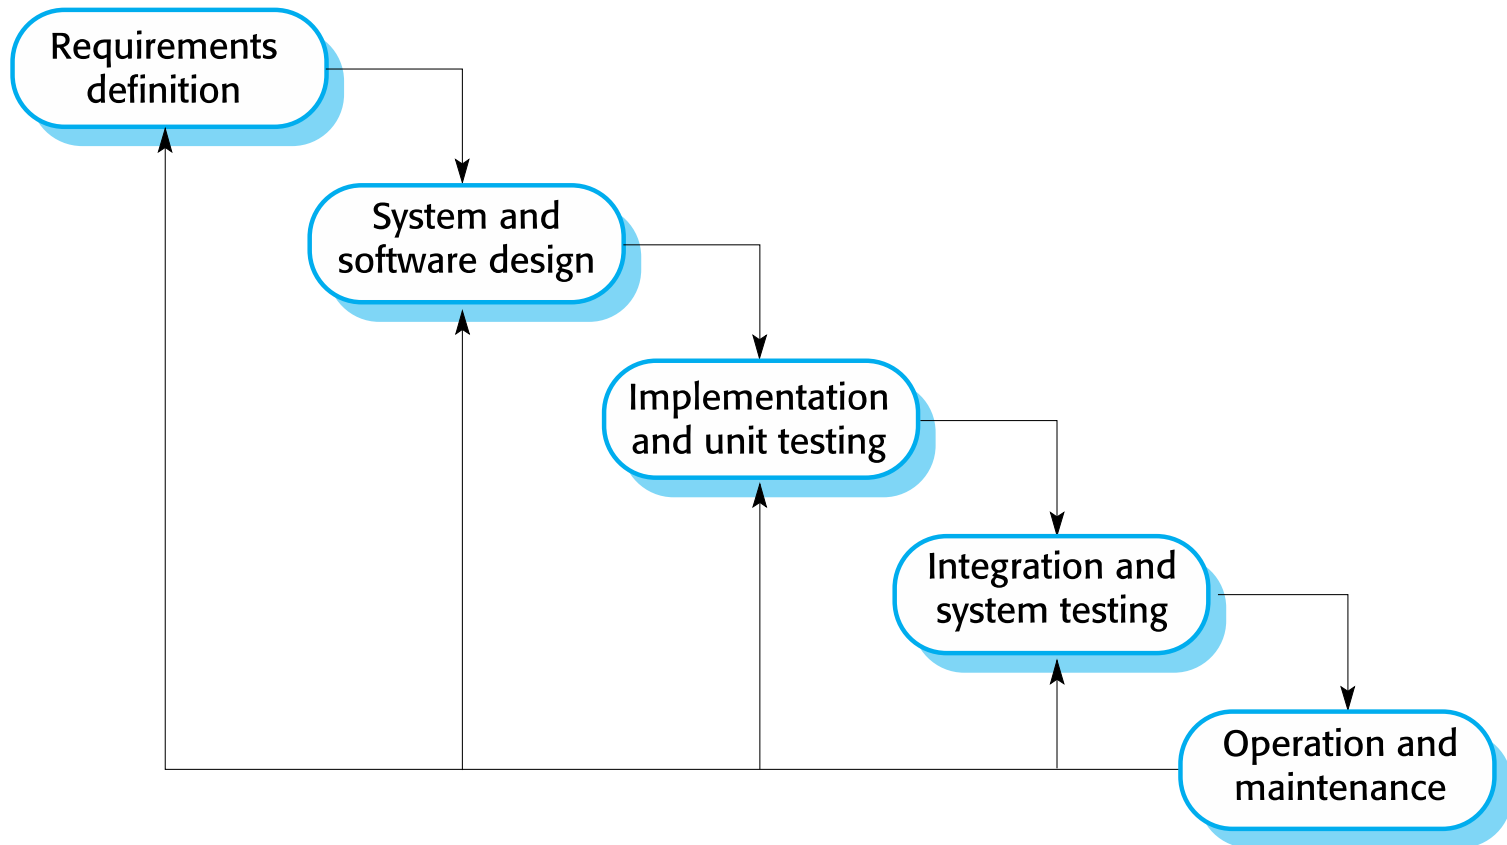 Requirements
definition
System and
software design
Implementation
and unit testing
Integration and
system testing
Operation and
maintenance